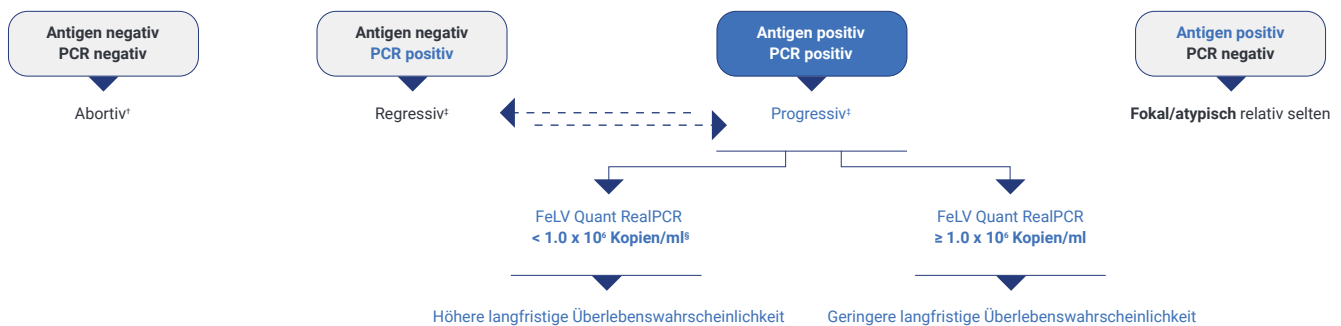 Antigen negativ
PCR negativ
Antigen negativ
PCR positiv
Antigen positiv
PCR positiv
Antigen positiv
PCR negativ
Abortiv†
Regressiv‡
Progressiv‡
Fokal/atypisch relativ selten
FeLV Quant RealPCR
< 1.0 x 10⁶ Kopien/ml§
FeLV Quant RealPCR
≥ 1.0 x 10⁶ Kopien/ml
Höhere langfristige Überlebenswahrscheinlichkeit
Geringere langfristige Überlebenswahrscheinlichkeit